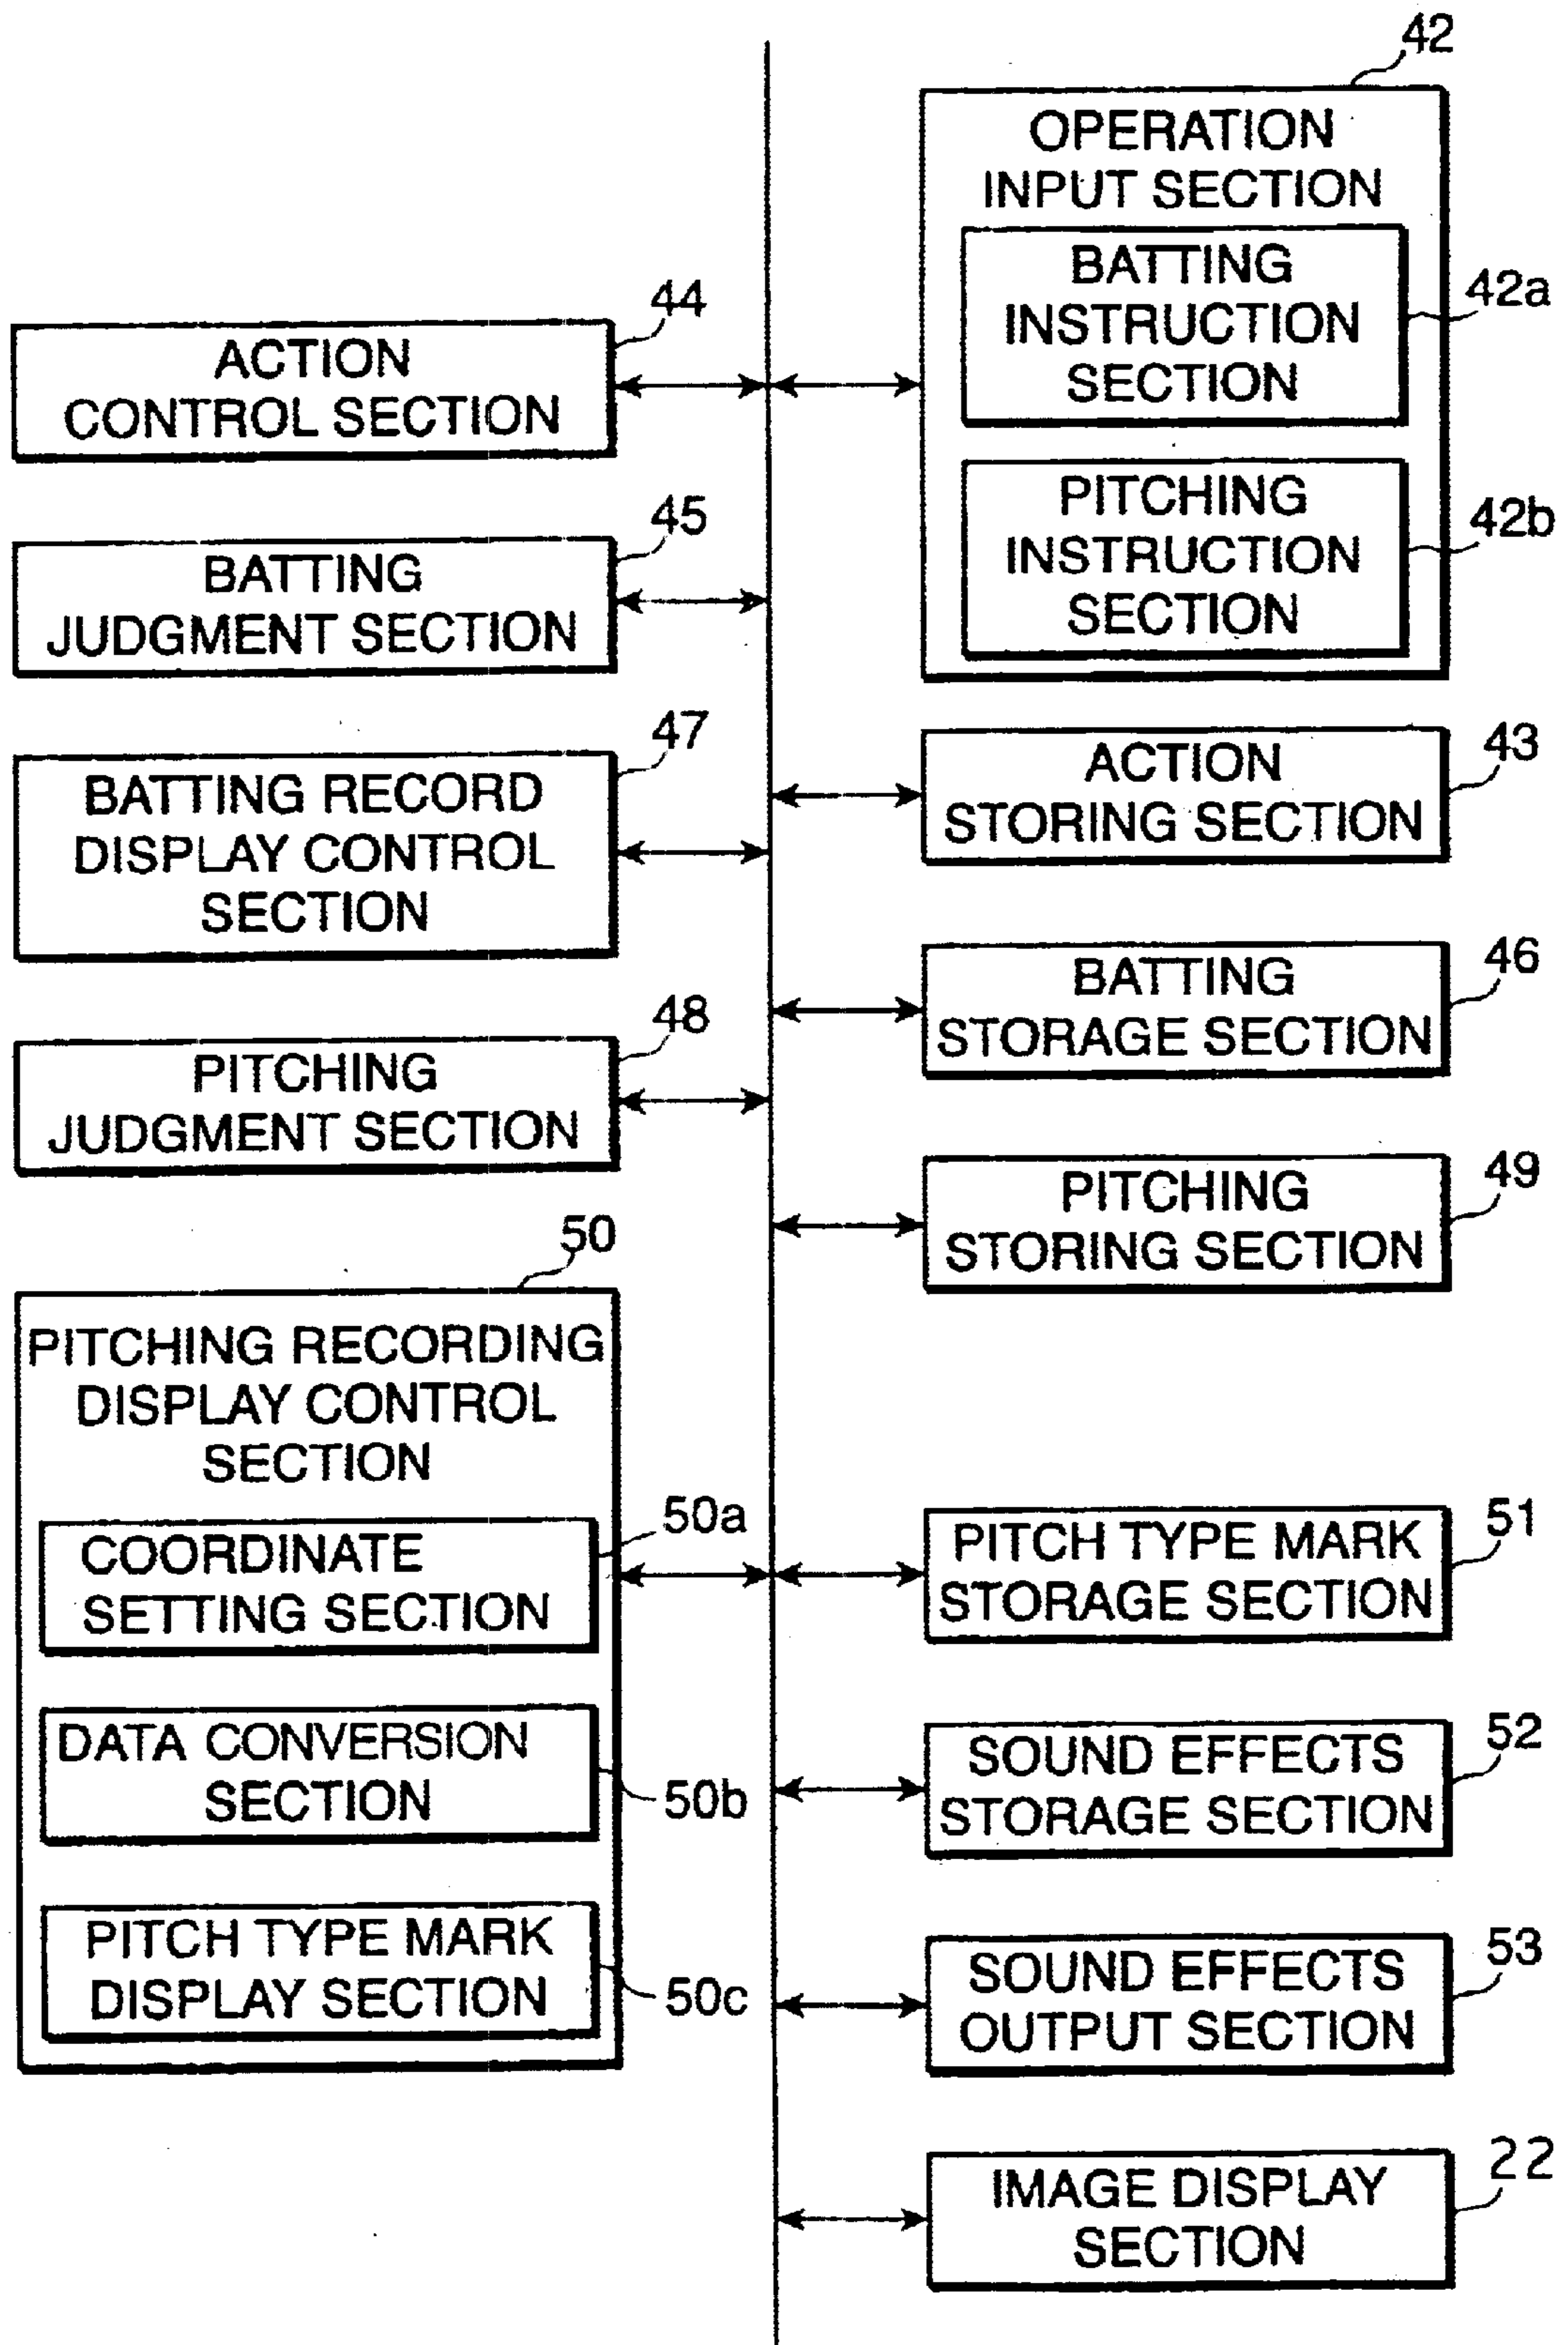 42
OPERATION
INPUT SECTION
BATTING
INSTRUCTION
SECTION
42a
PITCHING
INSTRUCTION
SECTION
42b
44
ACTION
CONTROL SECTION
45
BATTING
JUDGMENT SECTION
43
ACTION
STORING SECTION
47
BATTING RECORD
DISPLAY CONTROL
SECTION
46
BATTING
STORAGE SECTION
48
PITCHING
JUDGMENT SECTION
49
PITCHING
STORING SECTION
50
PITCHING RECORDING
DISPLAY CONTROL
SECTION
COORDINATE
SETTING SECTION
50a
DATA CONVERSION
SECTION
50b
PITCH TYPE MARK
DISPLAY SECTION
50c
51
PITCH TYPE MARK
STORAGE SECTION
52
SOUND EFFECTS
STORAGE SECTION
53
SOUND EFFECTS
OUTPUT SECTION
22
IMAGE DISPLAY
SECTION